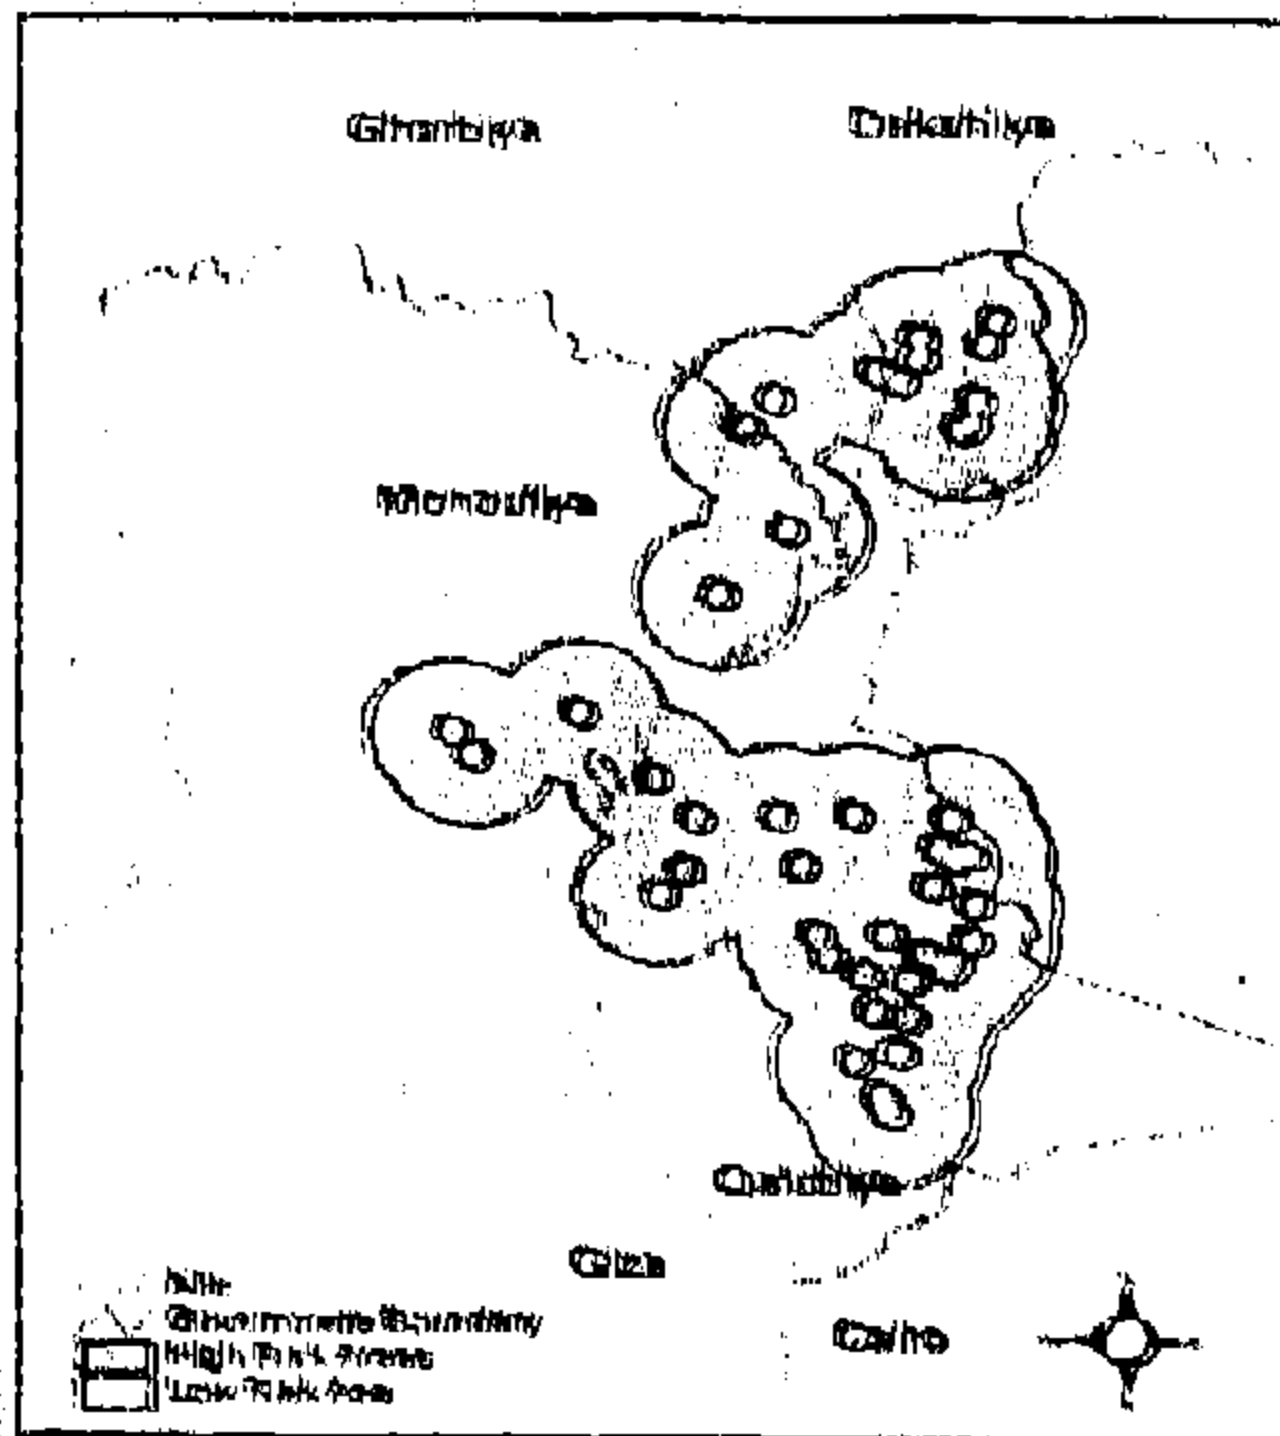 Gharbiya
Dakahliya
Monoufiya
Qalubiya
Giza
Cairo
Nile
Governorate Boundary
High Risk Areas
Low Risk Area